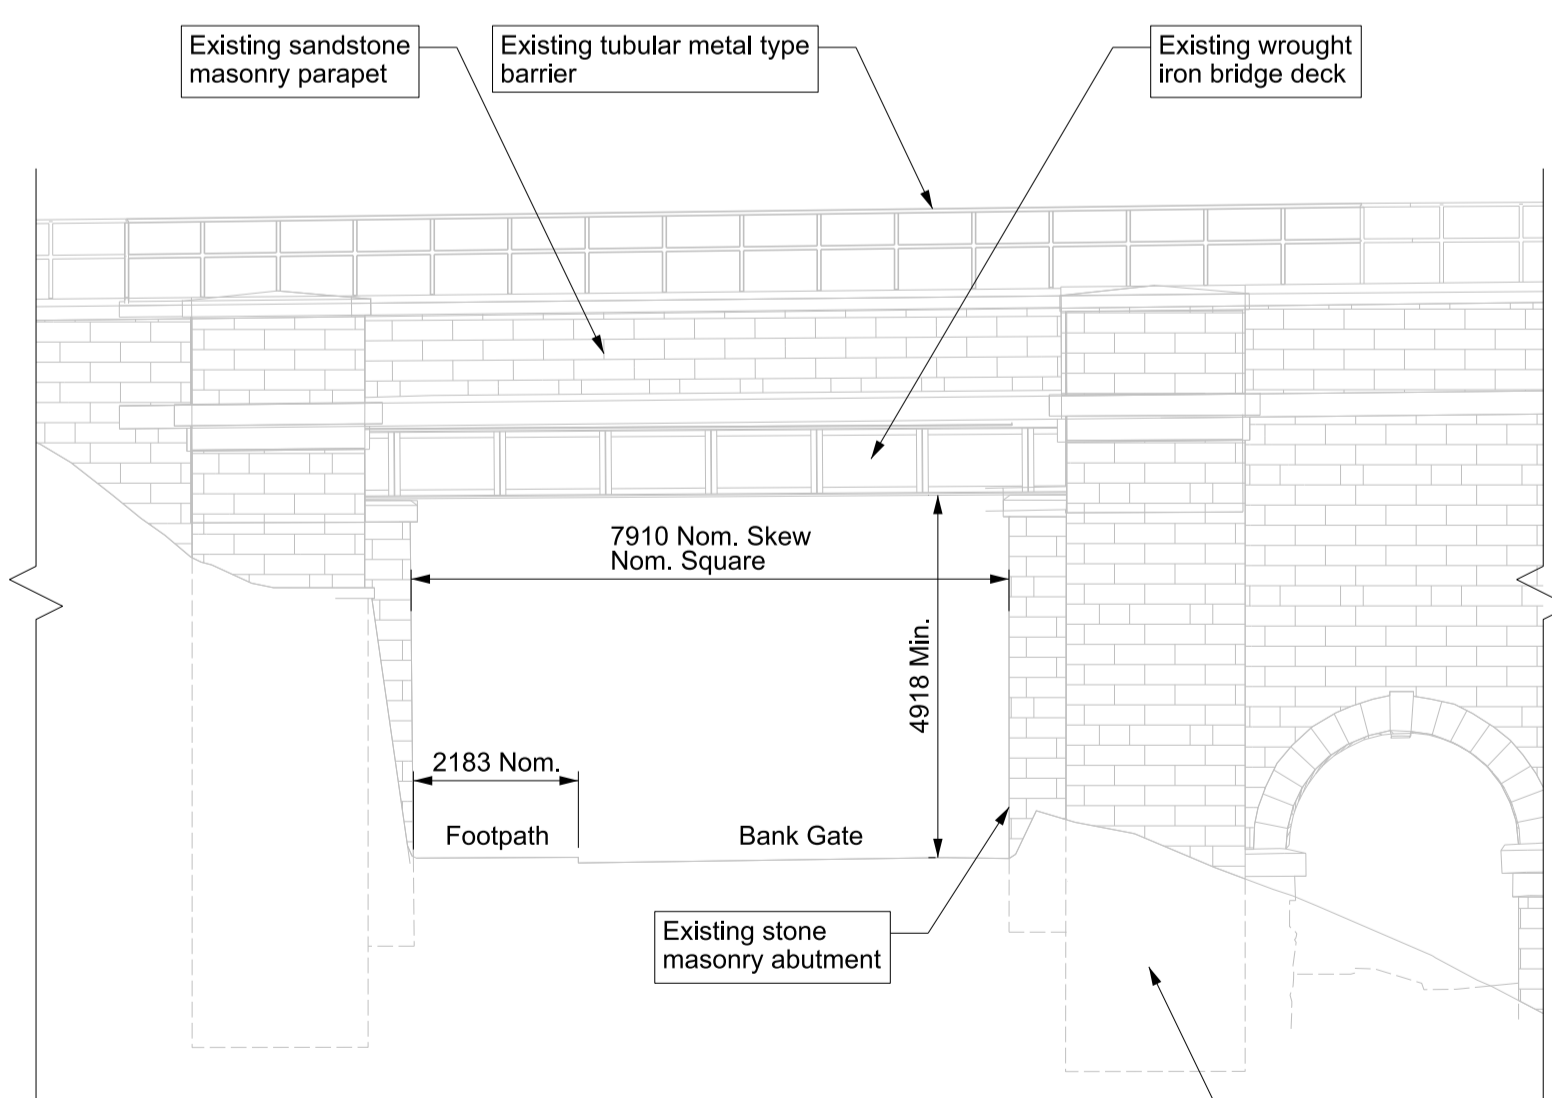 Existing sandstone
masonry parapet
Existing tubular metal type
barrier
Existing wrought
iron bridge deck
7910 Nom. Skew
Nom. Square
4918 Min.
2183 Nom.
Footpath
Bank Gate
Existing stone
masonry abutment